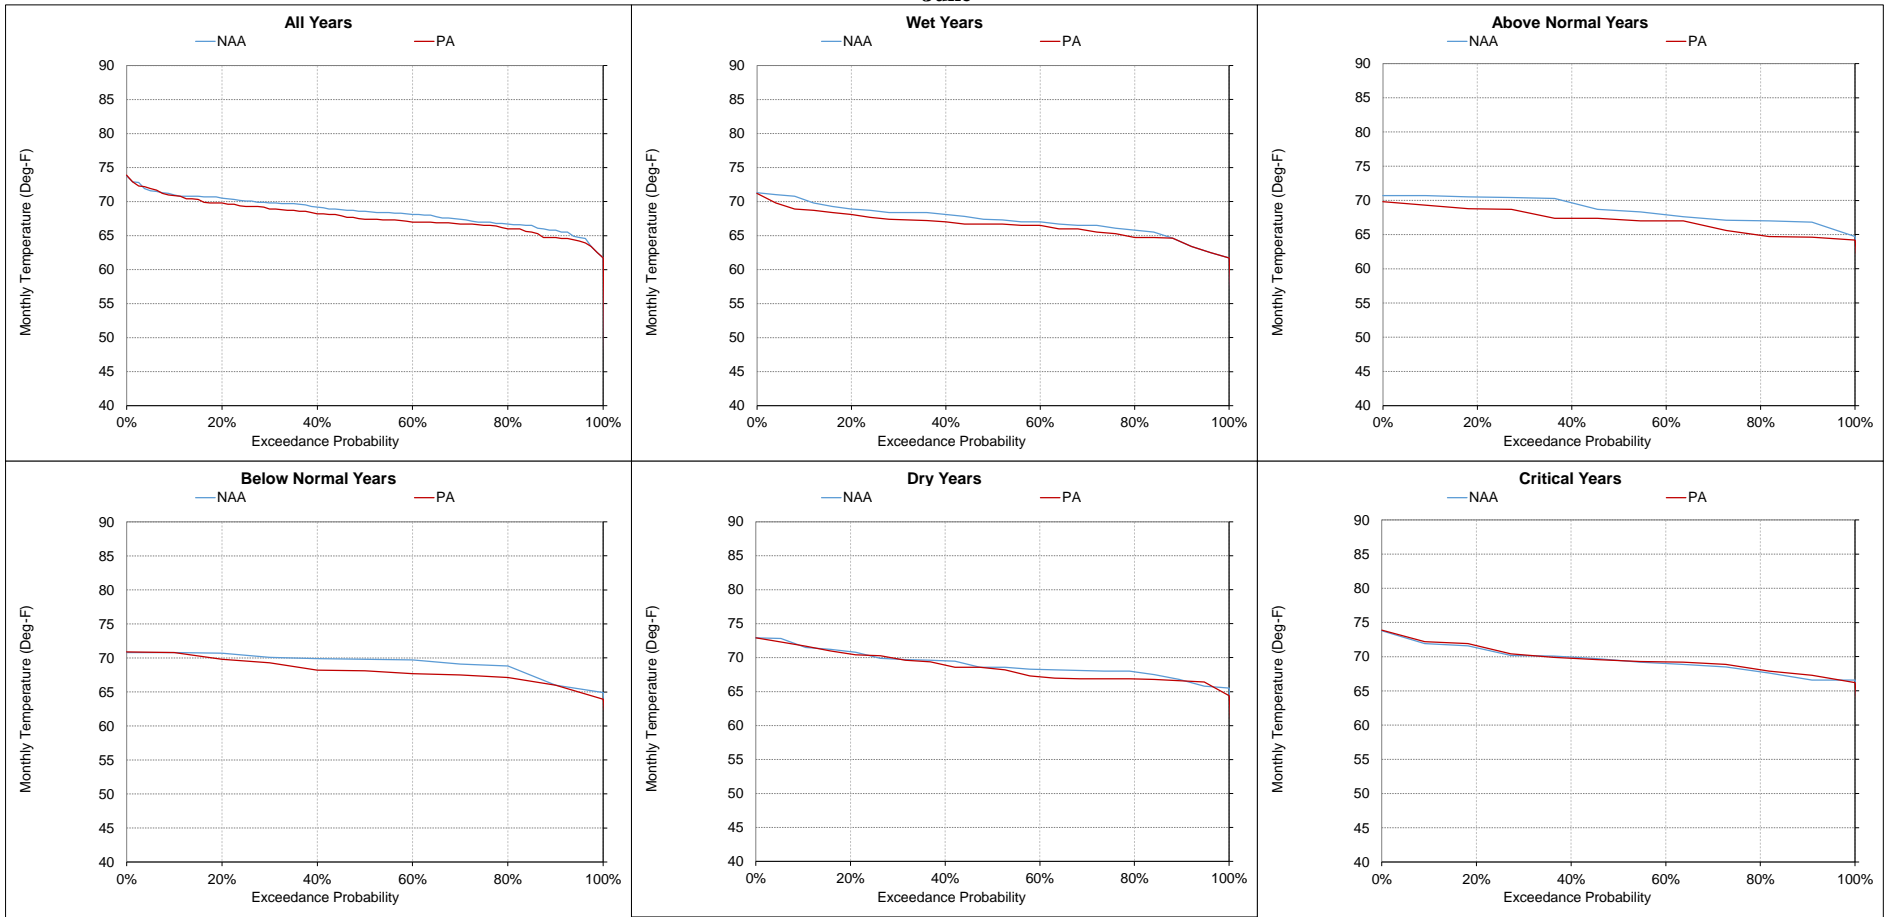 All Years
NAA PA
90
85
80
75
70
65
60
55
50
45
40
0% 20% 40% 60% 80% 100%
Monthly Temperature (Deg-F)
Exceedance Probability
Wet Years
NAA PA
90
85
80
75
70
65
60
55
50
45
40
0% 20% 40% 60% 80% 100%
Monthly Temperature (Deg-F)
Exceedance Probability
Above Normal Years
NAA PA
90
85
80
75
70
65
60
55
50
45
40
0% 20% 40% 60% 80% 100%
Monthly Temperature (Deg-F)
Exceedance Probability
Below Normal Years
NAA PA
90
85
80
75
70
65
60
55
50
45
40
0% 20% 40% 60% 80% 100%
Monthly Temperature (Deg-F)
Exceedance Probability
Dry Years
NAA PA
90
85
80
75
70
65
60
55
50
45
40
0% 20% 40% 60% 80% 100%
Monthly Temperature (Deg-F)
Exceedance Probability
Critical Years
NAA PA
90
85
80
75
70
65
60
55
50
45
40
0% 20% 40% 60% 80% 100%
Monthly Temperature (Deg-F)
Exceedance Probability